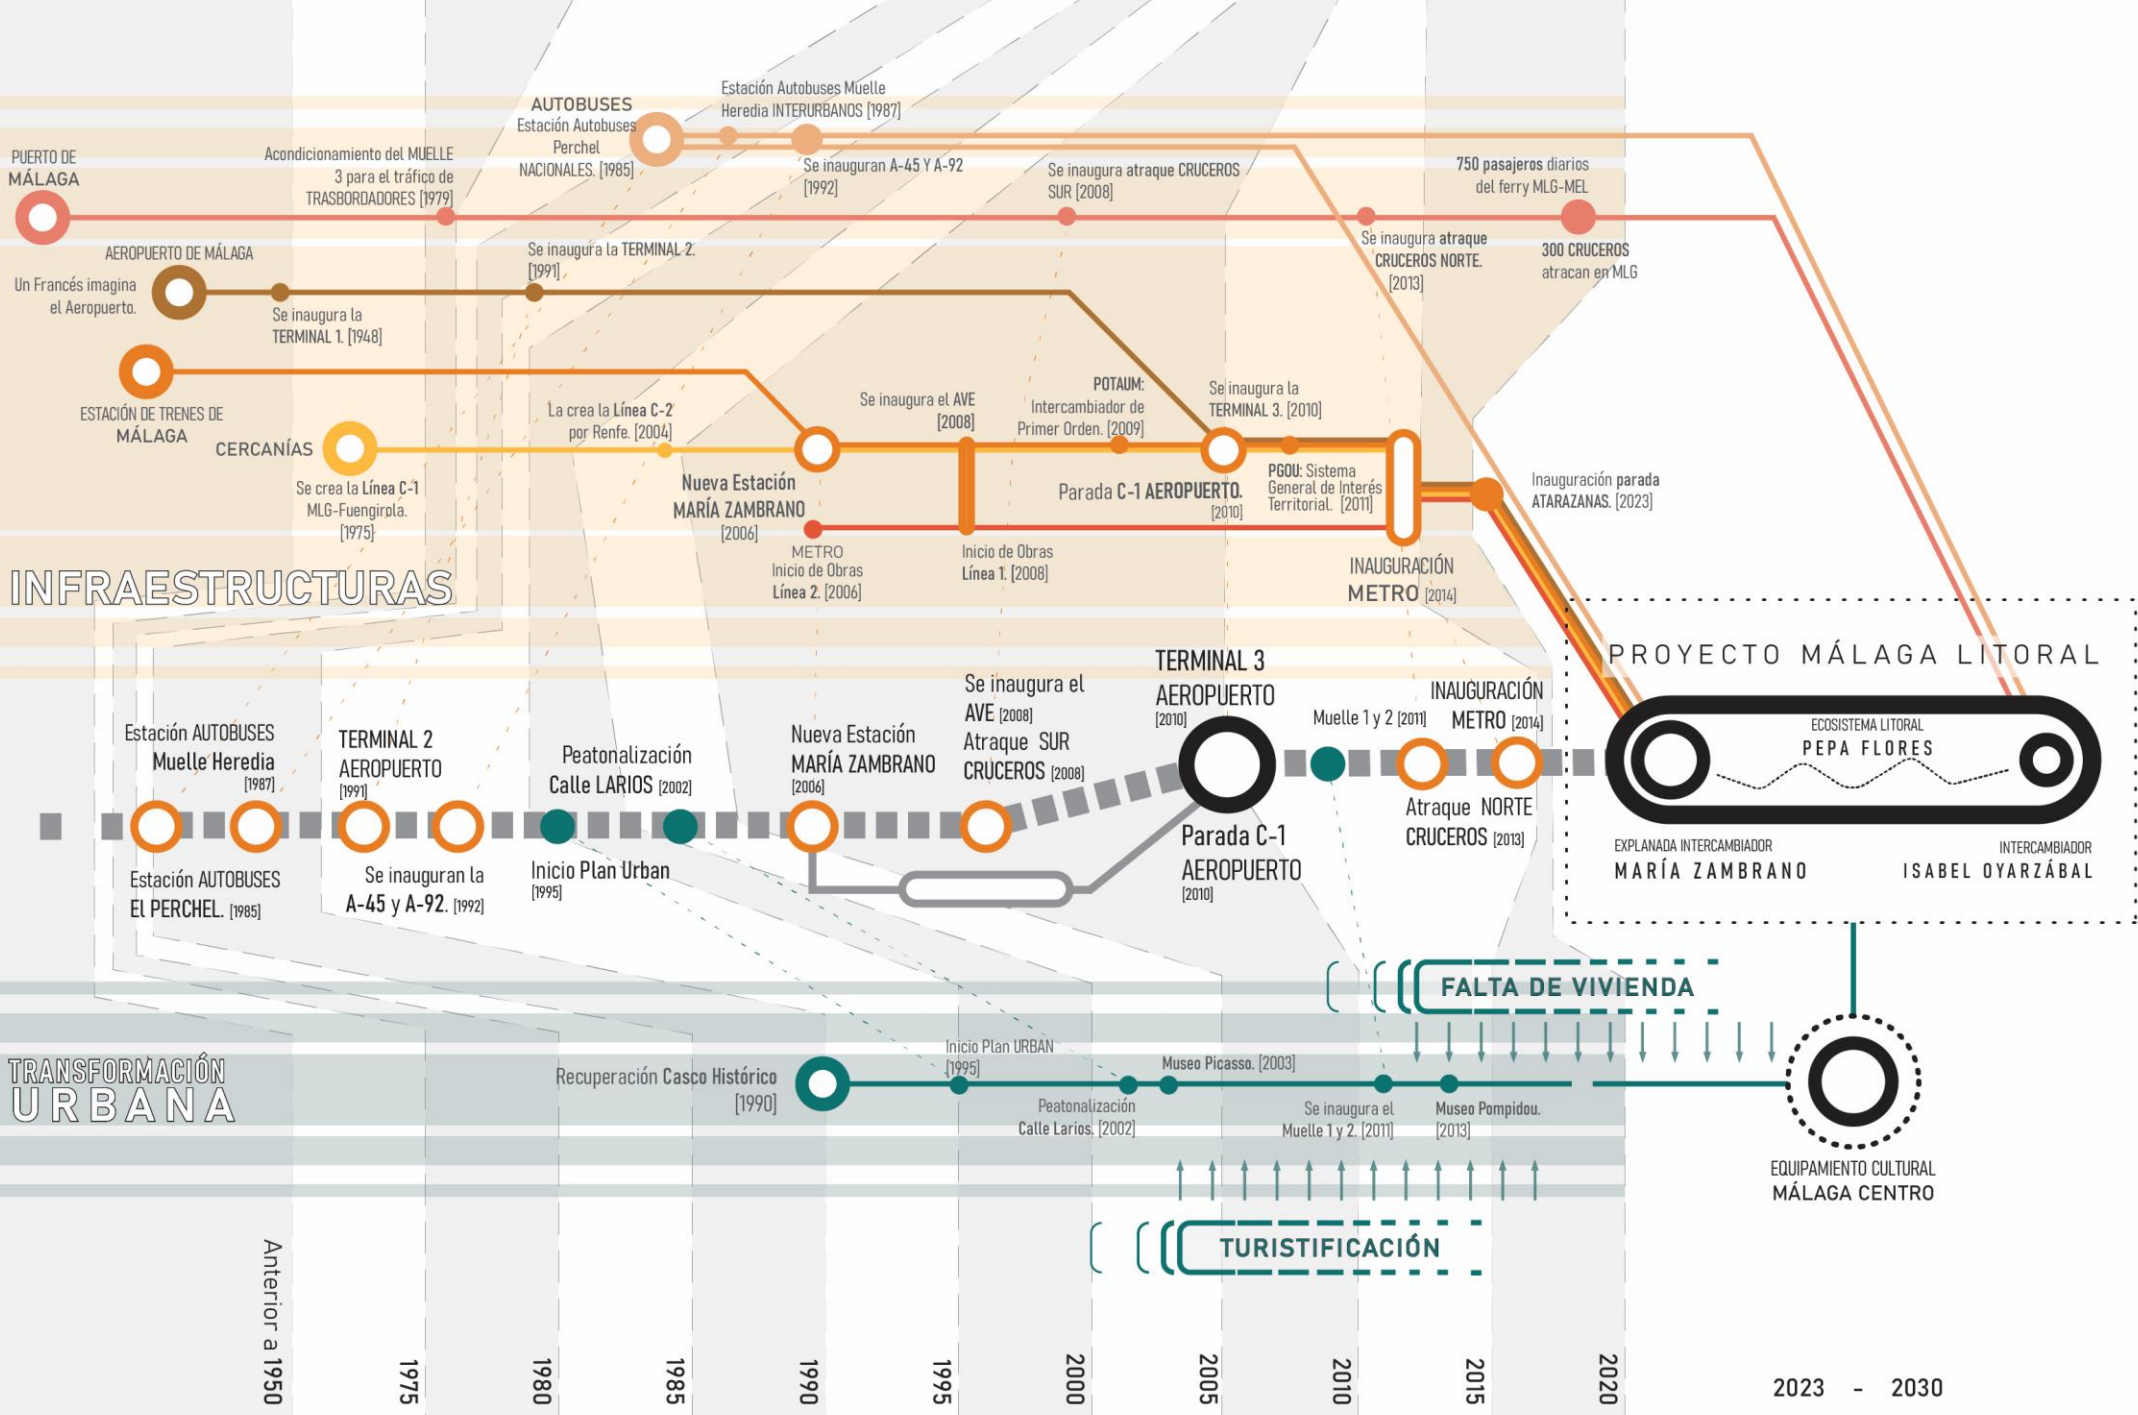 AUTOBUSES
Estación Autobuses
Perchel
NACIONALES. [1985]
Estación Autobuses Muelle
Heredia INTERURBANOS [1987]
Se inauguran A-45 Y A-92
[1992]
PUERTO DE
MÁLAGA
Acondicionamiento del MUELLE
3 para el tráfico de
TRASBORDADORES [1979]
Se inaugura atraque CRUCEROS
SUR [2008]
750 pasajeros diarios
del ferry MLG-MEL
Se inaugura atraque
CRUCEROS NORTE.
[2013]
300 CRUCEROS
atracan en MLG
AEROPUERTO DE MÁLAGA
Un Francés imagina
el Aeropuerto.
Se inaugura la
TERMINAL 1. [1948]
Se inaugura la TERMINAL 2.
[1991]
ESTACIÓN DE TRENES DE
MÁLAGA
CERCANÍAS
Se crea la Línea C-1
MLG-Fuengirola.
[1975]
La crea la Línea C-2
por Renfe. [2004]
Nueva Estación
MARÍA ZAMBRANO
[2006]
Se inaugura el AVE
[2008]
POTAUM:
Intercambiador de
Primer Orden. [2009]
Se inaugura la
TERMINAL 3. [2010]
Parada C-1 AEROPUERTO.
[2010]
PGOU: Sistema
General de Interés
Territorial. [2011]
Inauguración parada
ATARAZANAS. [2023]
METRO
Inicio de Obras
Línea 2. [2006]
Inicio de Obras
Línea 1. [2008]
INAUGURACIÓN
METRO [2014]
INFRAESTRUCTURAS
PROYECTO MÁLAGA LITORAL
ECOSISTEMA LITORAL
PEPA FLORES
EXPLANADA INTERCAMBIADOR
MARÍA ZAMBRANO
INTERCAMBIADOR
ISABEL OYARZÁBAL
Estación AUTOBUSES
Muelle Heredia
[1987]
Estación AUTOBUSES
El PERCHEL. [1985]
TERMINAL 2
AEROPUERTO
[1991]
Se inauguran la
A-45 y A-92. [1992]
Peatonalización
Calle LARIOS [2002]
Inicio Plan Urban
[1995]
Nueva Estación
MARÍA ZAMBRANO
[2006]
Se inaugura el
AVE [2008]
Atraque SUR
CRUCEROS [2008]
TERMINAL 3
AEROPUERTO
[2010]
Parada C-1
AEROPUERTO
[2010]
Muelle 1 y 2 [2011]
INAUGURACIÓN
METRO [2014]
Atraque NORTE
CRUCEROS [2013]
FALTA DE VIVIENDA
TRANSFORMACIÓN
URBANA
Recuperación Casco Histórico
[1990]
Inicio Plan URBAN
[1995]
Peatonalización
Calle Larios. [2002]
Museo Picasso. [2003]
Se inaugura el
Muelle 1 y 2. [2011]
Museo Pompidou.
[2013]
EQUIPAMIENTO CULTURAL
MÁLAGA CENTRO
TURISTIFICACIÓN
Anterior a 1950
1975
1980
1985
1990
1995
2000
2005
2010
2015
2020
2023 - 2030